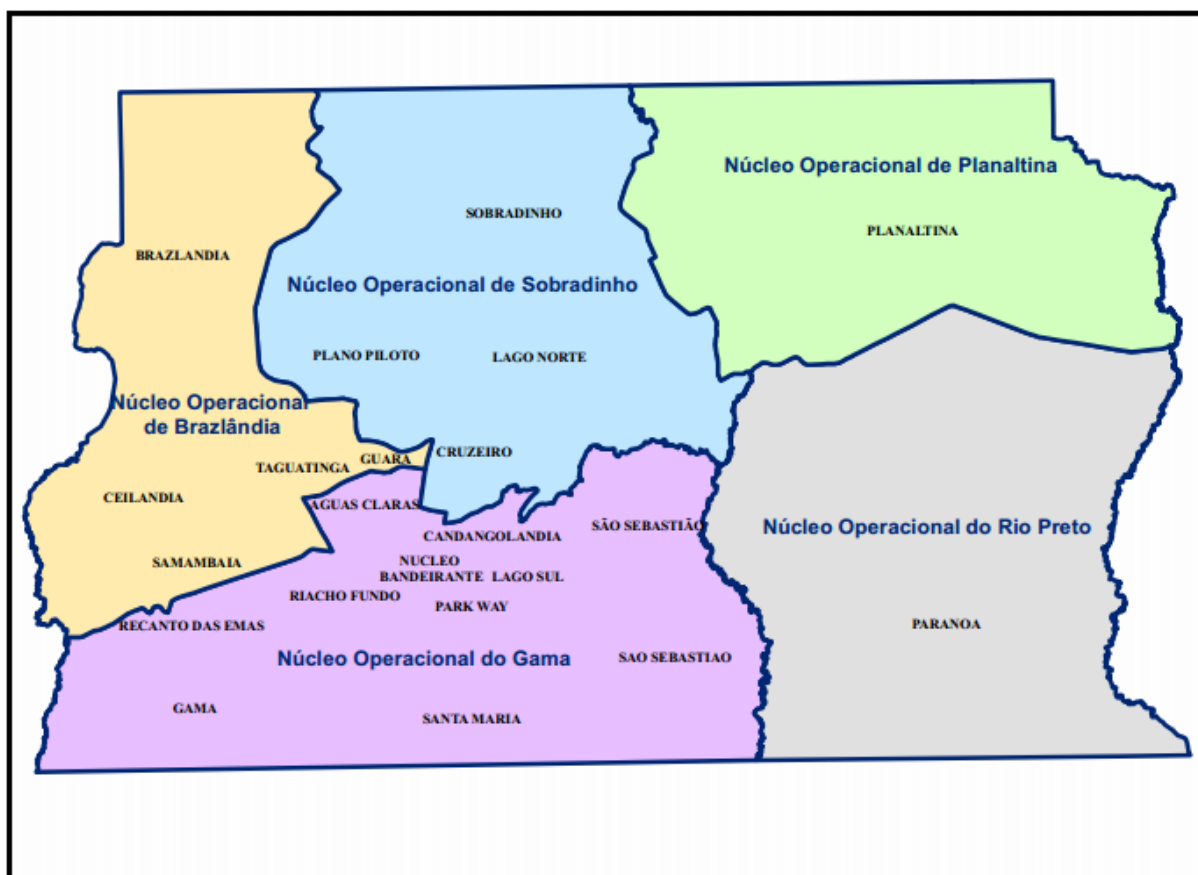 Núcleo Operacional de Planaltina
SOBRADINHO
PLANALTINA
BRAZLANDIA
Núcleo Operacional de Sobradinho
PLANO PILOTO
LAGO NORTE
Núcleo Operacional
de Brazlândia
CRUZEIRO
GUARA
TAGUATINGA
CEILANDIA
AGUAS CLARAS
SÃO SEBASTIÃO
Núcleo Operacional do Rio Preto
CANDANGOLANDIA
SAMAMBAIA
NUCLEO
BANDEIRANTE
LAGO SUL
RIACHO FUNDO
PARK WAY
RECANTO DAS EMAS
PARANOA
Núcleo Operacional do Gama
SAO SEBASTIAO
GAMA
SANTA MARIA